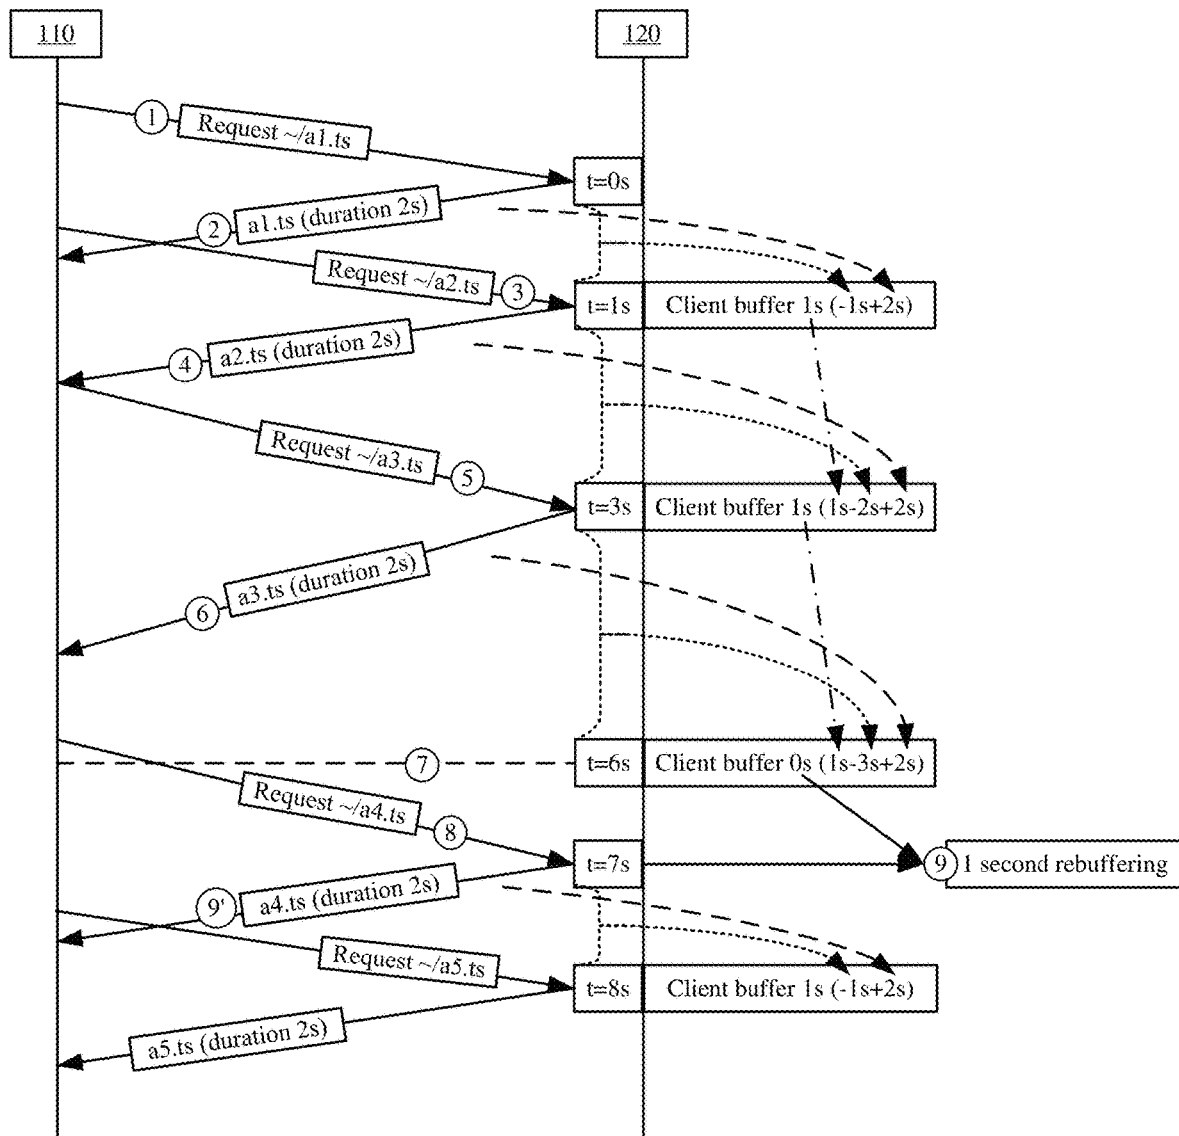 110
120
1 Request ~/a1.ts
t=0s
2 a1.ts (duration 2s)
Request ~/a2.ts 3
t=1s Client buffer 1s (-1s+2s)
4 a2.ts (duration 2s)
Request ~/a3.ts 5
t=3s Client buffer 1s (1s-2s+2s)
6 a3.ts (duration 2s)
7
t=6s Client buffer 0s (1s-3s+2s)
Request ~/a4.ts 8
t=7s
9 1 second rebuffering
9' a4.ts (duration 2s)
Request ~/a5.ts
t=8s Client buffer 1s (-1s+2s)
a5.ts (duration 2s)